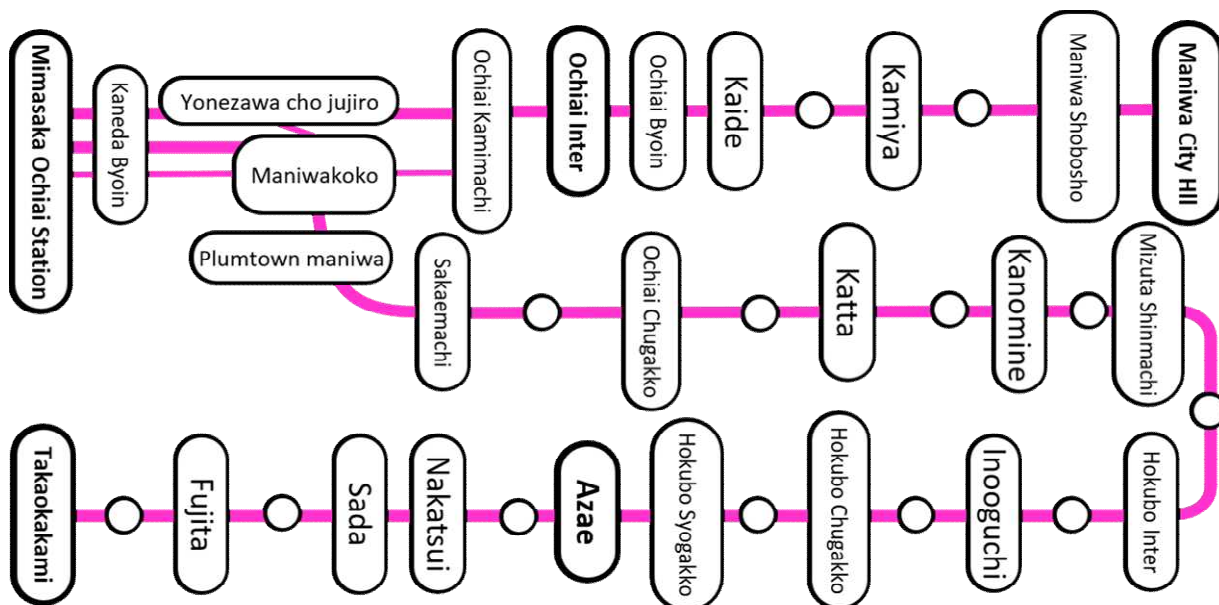 Mimasaka Ochiai Station
Kaneda Byoin
Yonezawa cho jujiro
Maniwakoko
Plumtown maniwa
Ochiai Kamimachi
Ochiai Inter
Ochiai Byoin
Kaide
Kamiya
Maniwa Shobosho
Maniwa City Hll
Sakaemachi
Ochiai Chugakko
Katta
Kanomine
Mizuta Shinmachi
Takaokakami
Fujita
Sada
Nakatsui
Azae
Hokubo Syogakko
Hokubo Chugakko
Inooguchi
Hokubo Inter